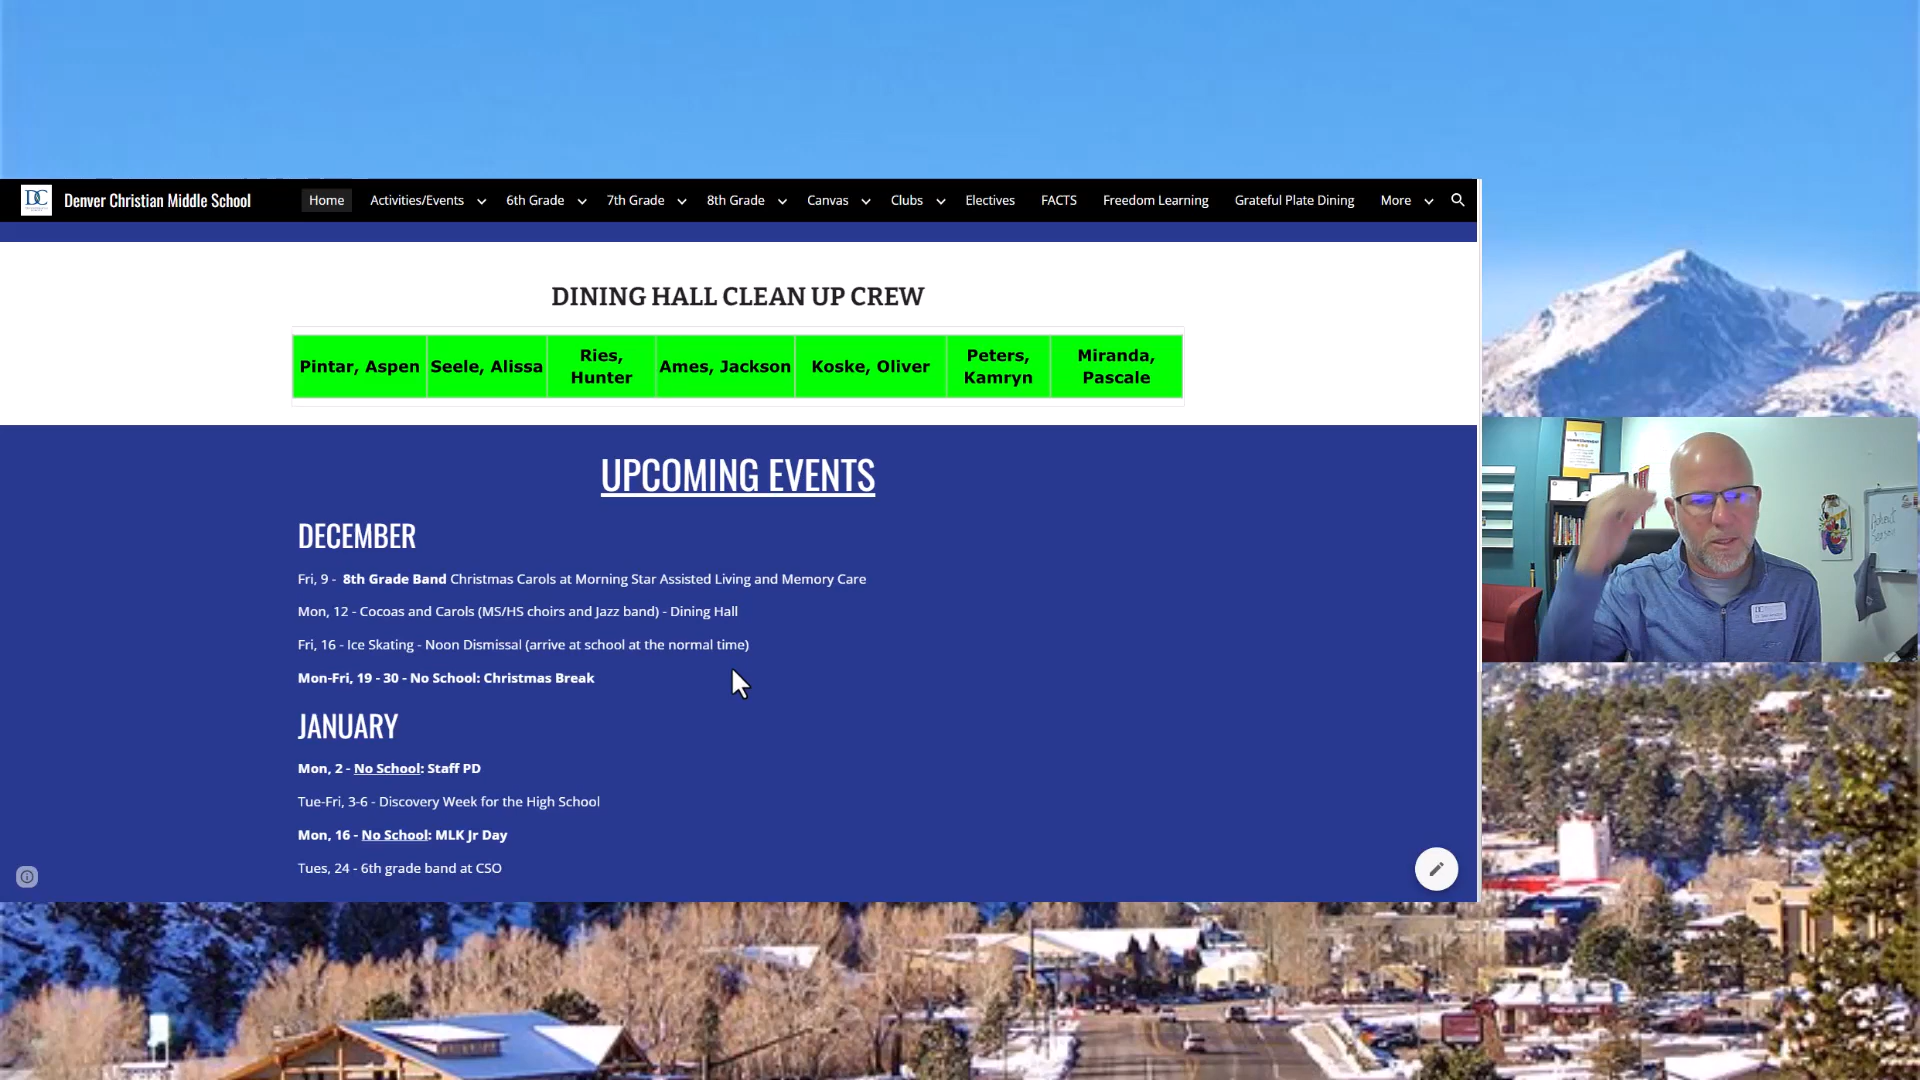 DC
Denver Christian Middle School
Home
Activities/Events
6th Grade
7th Grade
8th Grade
Canvas
Clubs
Electives
FACTS
Freedom Learning
Grateful Plate Dining
More
DINING HALL CLEAN UP CREW
Pintar, Aspen
Seele, Alissa
Ries,
Hunter
Ames, Jackson
Koske, Oliver
Peters,
Kamryn
Miranda,
Pascale
UPCOMING EVENTS
DECEMBER
Fri, 9 - 8th Grade Band Christmas Carols at Morning Star Assisted Living and Memory Care
Mon, 12 - Cocoas and Carols (MS/HS choirs and Jazz band) - Dining Hall
Fri, 16 - Ice Skating - Noon Dismissal (arrive at school at the normal time)
Mon-Fri, 19 - 30 - No School: Christmas Break
JANUARY
Mon, 2 - No School: Staff PD
Tue-Fri, 3-6 - Discovery Week for the High School
Mon, 16 - No School: MLK Jr Day
Tues, 24 - 6th grade band at CSO